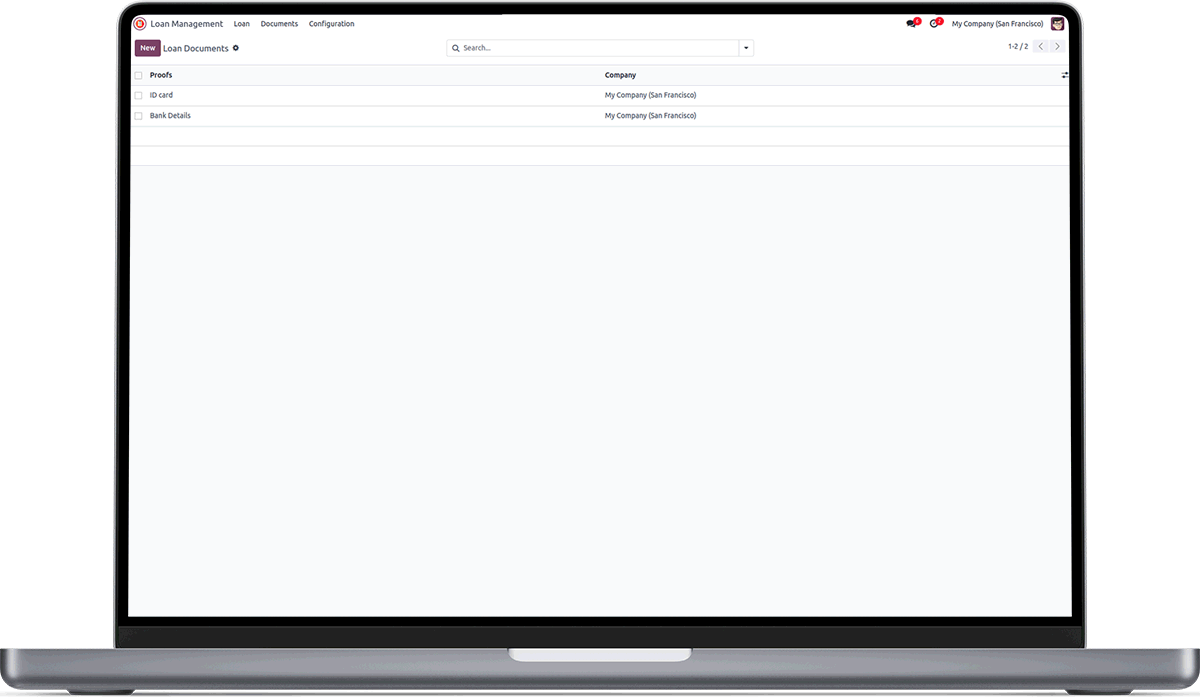 Loan Management Loan Documents Configuration My Company (San Francisco)
New Loan Documents Search... 1-2 / 2
Proofs Company
ID card My Company (San Francisco)
Bank Details My Company (San Francisco)